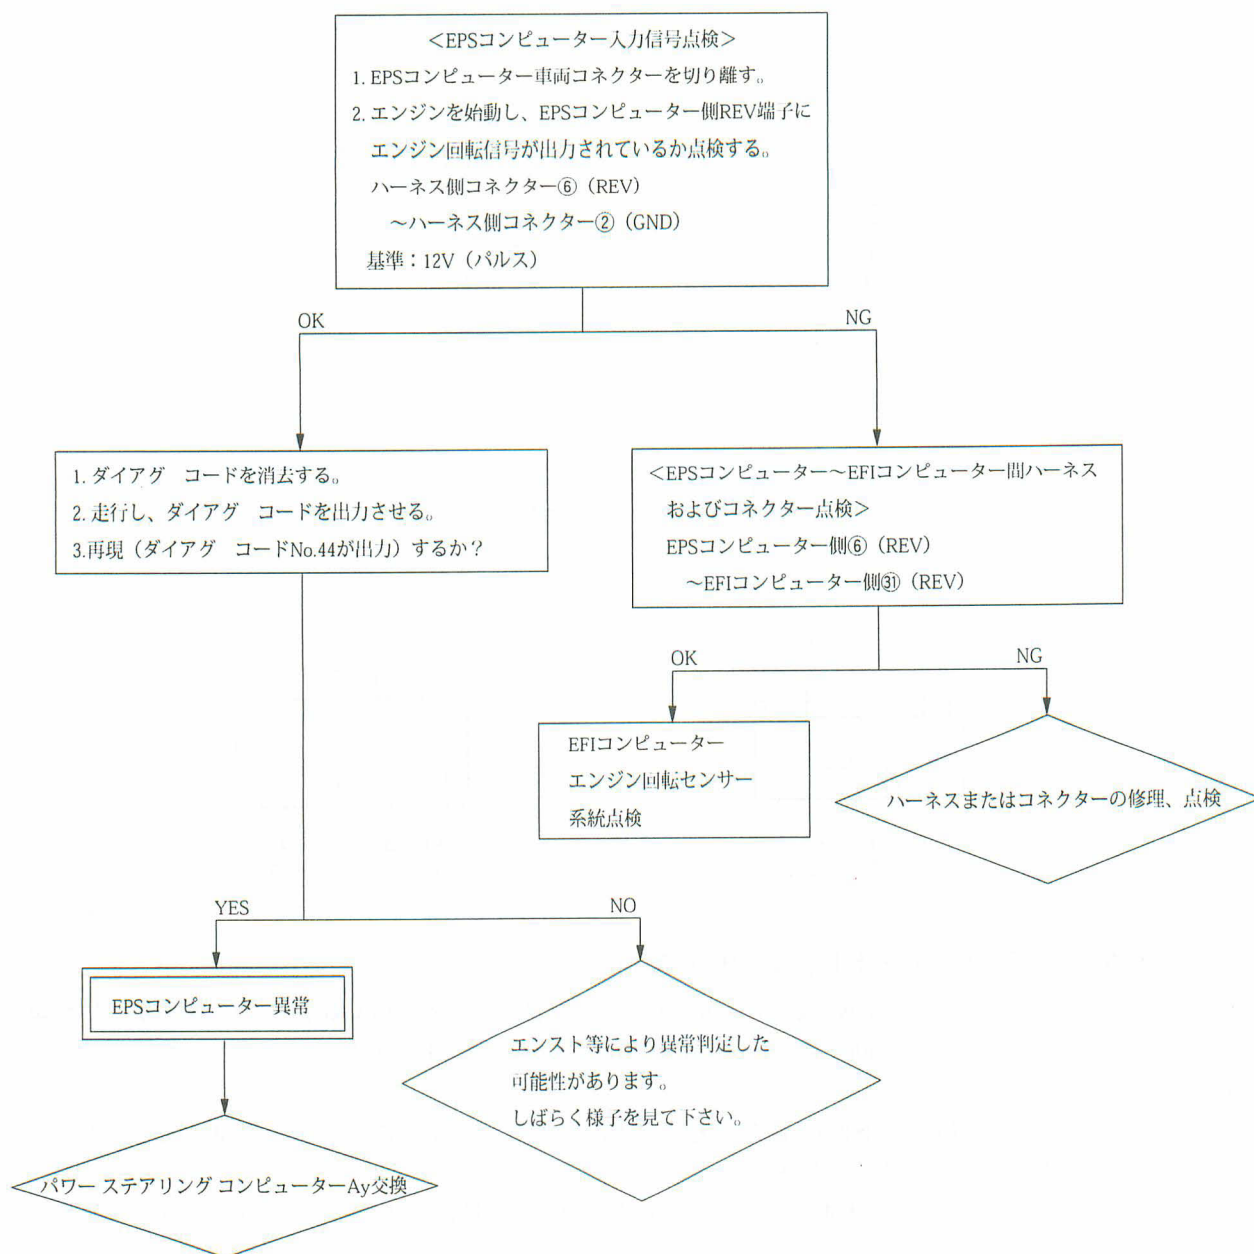 <EPSコンピューター入力信号点検>
1. EPSコンピューター車両コネクターを切り離す。
2. エンジンを始動し、EPSコンピューター側REV端子に
エンジン回転信号が出力されているか点検する。
ハーネス側コネクター⑥（REV）
～ハーネス側コネクター②（GND）
基準：12V（パルス）
OK
NG
1. ダイアグ　コードを消去する。
2. 走行し、ダイアグ　コードを出力させる。
3.再現（ダイアグ　コードNo.44が出力）するか？
<EPSコンピューター～EFIコンピューター間ハーネス
およびコネクター点検>
EPSコンピューター側⑥（REV）
～EFIコンピューター側㉛（REV）
OK
NG
EFIコンピューター
エンジン回転センサー
系統点検
ハーネスまたはコネクターの修理、点検
YES
NO
EPSコンピューター異常
エンスト等により異常判定した
可能性があります。
しばらく様子を見て下さい。
パワー ステアリング コンピューターAy交換